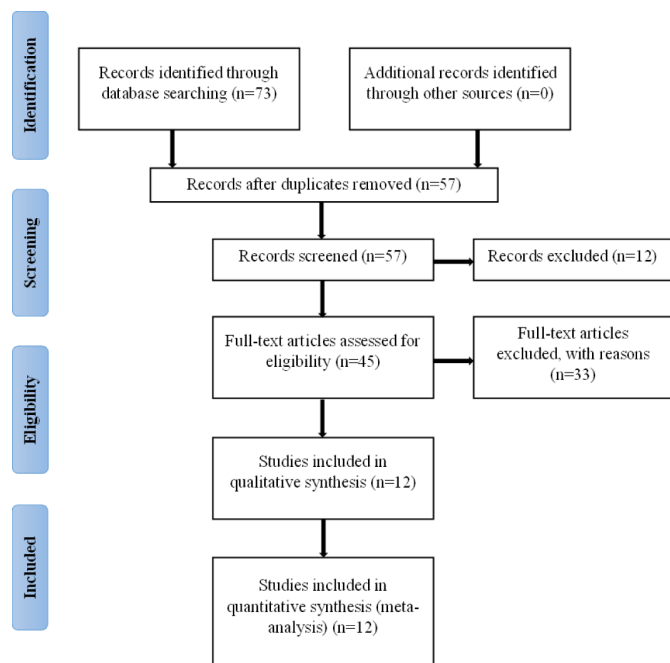 Identification
Records identified through
database searching (n=73)
Additional records identified
through other sources (n=0)
Records after duplicates removed (n=57)
Screening
Records screened (n=57)
Records excluded (n=12)
Eligibility
Full-text articles assessed for
eligibility (n=45)
Full-text articles
excluded, with reasons
(n=33)
Studies included in
qualitative synthesis (n=12)
Included
Studies included in
quantitative synthesis (meta-
analysis) (n=12)